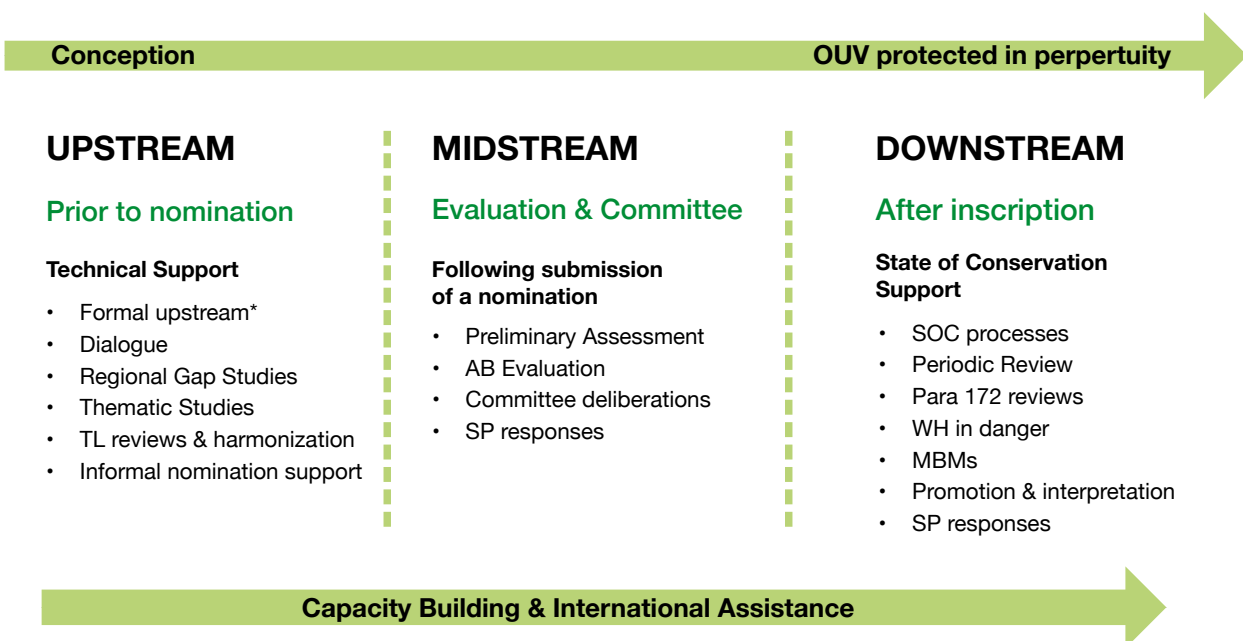 Conception
OUV protected in perpertuity
UPSTREAM
Prior to nomination
Technical Support
• Formal upstream*
• Dialogue
• Regional Gap Studies
• Thematic Studies
• TL reviews & harmonization
• Informal nomination support
MIDSTREAM
Evaluation & Committee
Following submission
of a nomination
• Preliminary Assessment
• AB Evaluation
• Committee deliberations
• SP responses
DOWNSTREAM
After inscription
State of Conservation
Support
• SOC processes
• Periodic Review
• Para 172 reviews
• WH in danger
• MBMs
• Promotion & interpretation
• SP responses
Capacity Building & International Assistance